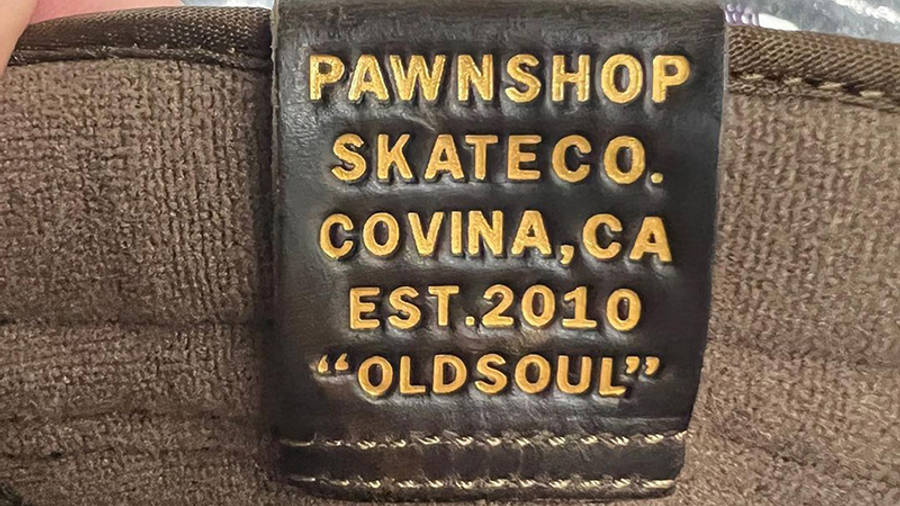 PAWNSHOP
SKATECO.
COVINA,CA
EST.2010
“OLDSOUL”